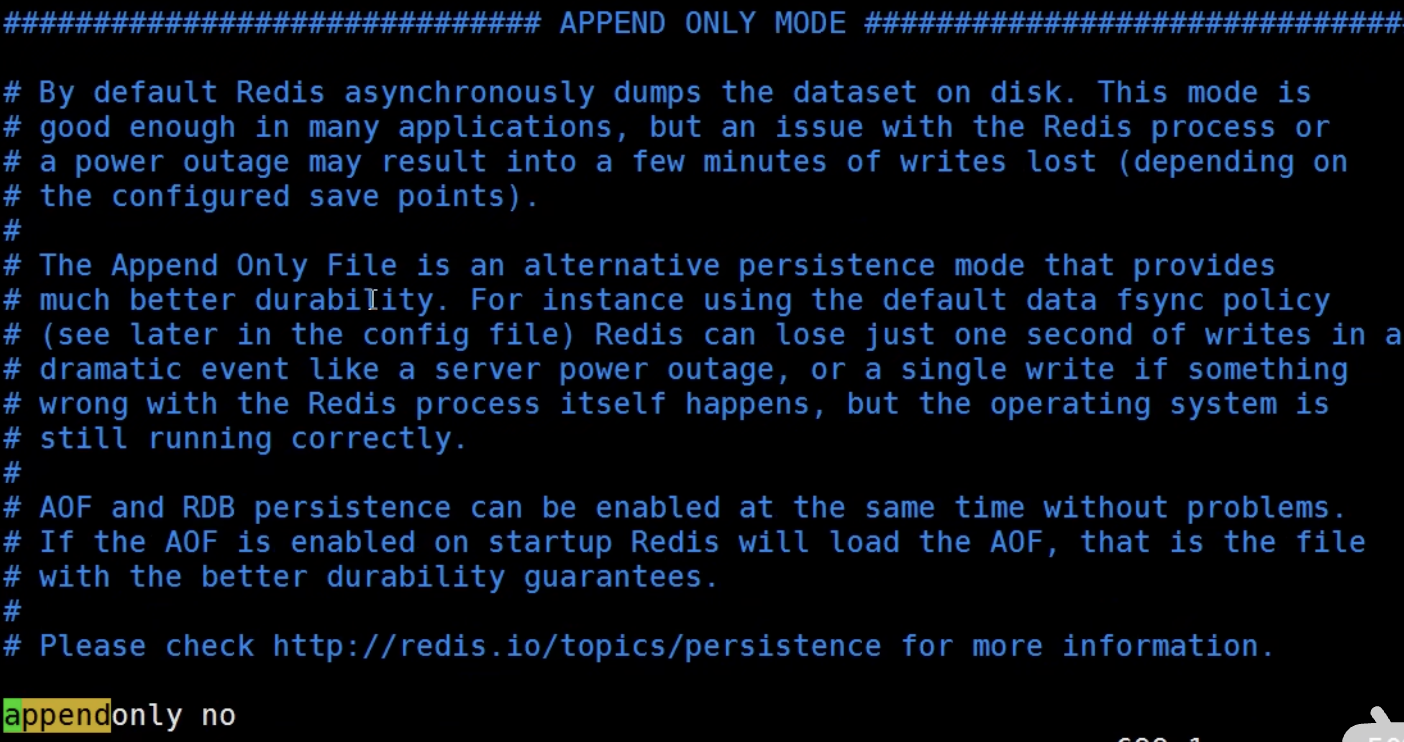 ############################## APPEND ONLY MODE ##############################
# By default Redis asynchronously dumps the dataset on disk. This mode is
# good enough in many applications, but an issue with the Redis process or
# a power outage may result into a few minutes of writes lost (depending on
# the configured save points).
#
# The Append Only File is an alternative persistence mode that provides
# much better durability. For instance using the default data fsync policy
# (see later in the config file) Redis can lose just one second of writes in a
# dramatic event like a server power outage, or a single write if something
# wrong with the Redis process itself happens, but the operating system is
# still running correctly.
#
# AOF and RDB persistence can be enabled at the same time without problems.
# If the AOF is enabled on startup Redis will load the AOF, that is the file
# with the better durability guarantees.
#
# Please check http://redis.io/topics/persistence for more information.
appendonly no